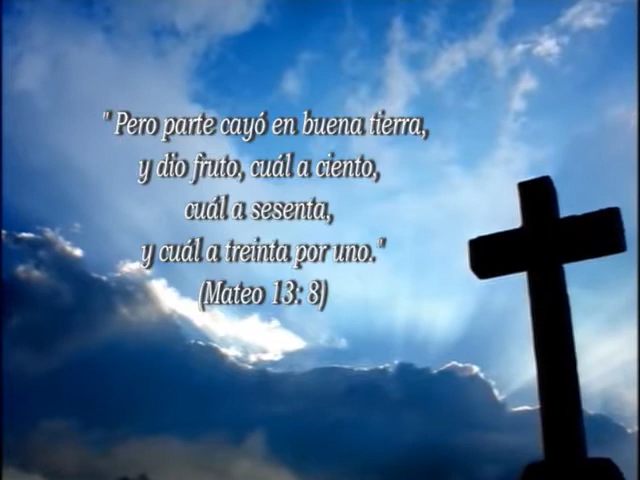 " Pero parte cayó en buena tierra,
y dio fruto, cuál a ciento,
cuál a sesenta,
y cuál a treinta por uno."
(Mateo 13: 8)